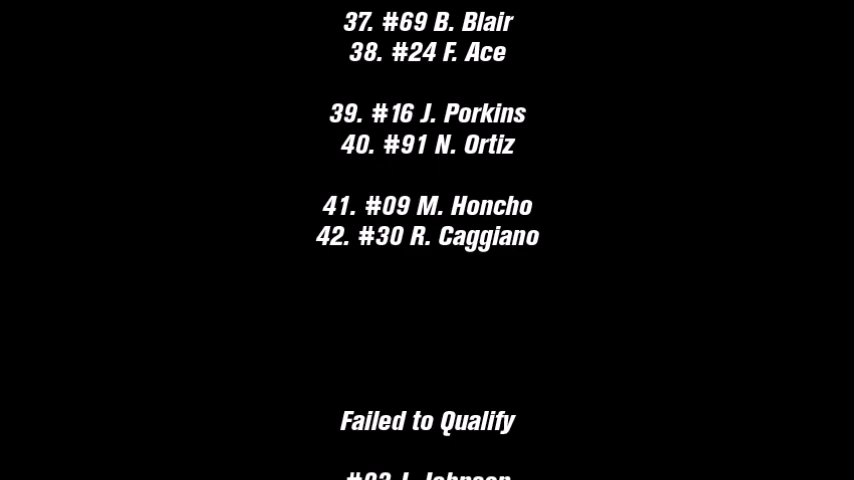 37. #69 B. Blair
38. #24 F. Ace
39. #16 J. Porkins
40. #91 N. Ortiz
41. #09 M. Honcho
42. #30 R. Caggiano
Failed to Qualify